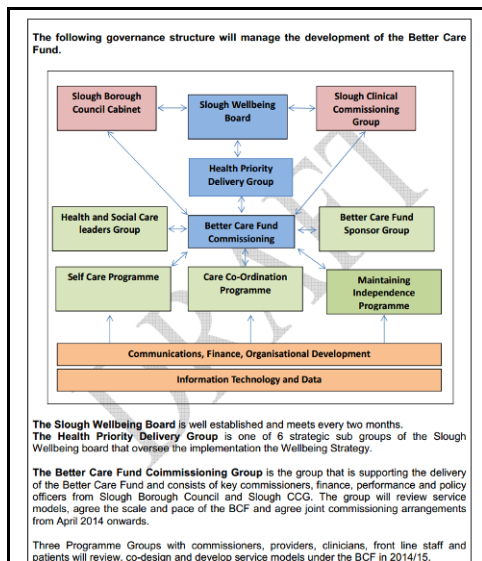 The following governance structure will manage the development of the Better Care
Fund.
Slough Borough
Council Cabinet
Slough Wellbeing
Board
Slough Clinical
Commissioning
Group
Health Priority
Delivery Group
Health and Social Care
leaders Group
Better Care Fund
Commissioning
Better Care Fund
Sponsor Group
Self Care Programme
Care Co-Ordination
Programme
Maintaining
Independence
Programme
Communications, Finance, Organisational Development
Information Technology and Data
DRAFT
The Slough Wellbeing Board is well established and meets every two months.
The Health Priority Delivery Group is one of 6 strategic sub groups of the Slough
Wellbeing board that oversee the implementation the Wellbeing Strategy.
The Better Care Fund Coimmissioning Group is the group that is supporting the delivery
of the Better Care Fund and consists of key commissioners, finance, performance and policy
officers from Slough Borough Council and Slough CCG. The group will review service
models, agree the scale and pace of the BCF and agree joint commissioning arrangements
from April 2014 onwards.
Three Programme Groups with commissioners, providers, clinicians, front line staff and
patients will review, co-design and develop service models under the BCF in 2014/15.